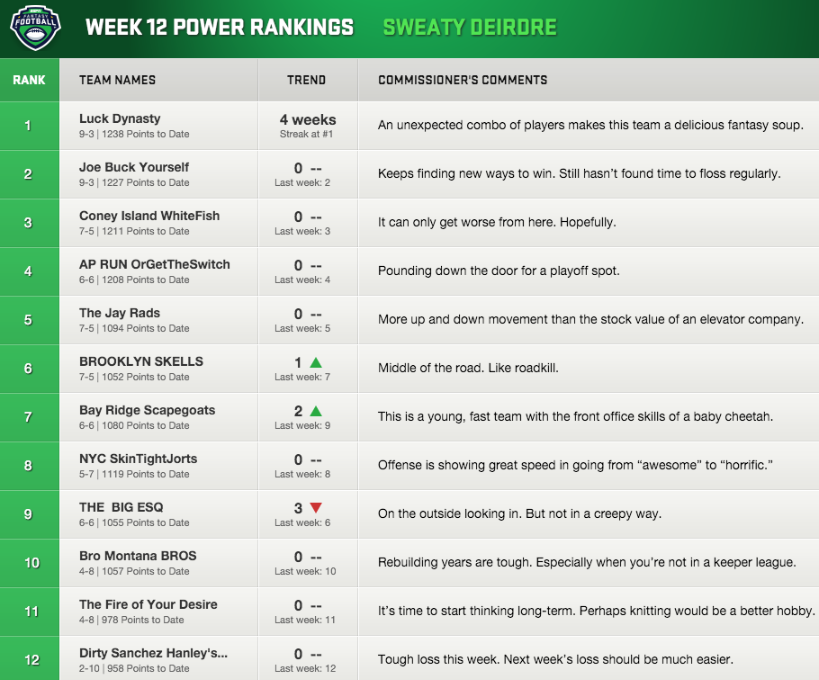 FANTASY
FOOTBALL
WEEK 12 POWER RANKINGS SWEATY DEIRDRE
RANK TEAM NAMES TREND COMMISSIONER'S COMMENTS
1 Luck Dynasty 4 weeks An unexpected combo of players makes this team a delicious fantasy soup.
9-3 | 1238 Points to Date Streak at #1
2 Joe Buck Yourself 0 -- Keeps finding new ways to win. Still hasn't found time to floss regularly.
9-3 | 1227 Points to Date Last week: 2
3 Coney Island WhiteFish 0 -- It can only get worse from here. Hopefully.
7-5 | 1211 Points to Date Last week: 3
4 AP RUN OrGetTheSwitch 0 -- Pounding down the door for a playoff spot.
6-6 | 1208 Points to Date Last week: 4
5 The Jay Rads 0 -- More up and down movement than the stock value of an elevator company.
7-5 | 1094 Points to Date Last week: 5
6 BROOKLYN SKELLS 1 ▲ Middle of the road. Like roadkill.
7-5 | 1052 Points to Date Last week: 7
7 Bay Ridge Scapegoats 2 ▲ This is a young, fast team with the front office skills of a baby cheetah.
6-6 | 1080 Points to Date Last week: 9
8 NYC SkinTightJorts 0 -- Offense is showing great speed in going from “awesome” to “horrific.”
5-7 | 1119 Points to Date Last week: 8
9 THE BIG ESQ 3 ▼ On the outside looking in. But not in a creepy way.
6-6 | 1055 Points to Date Last week: 6
10 Bro Montana BROS 0 -- Rebuilding years are tough. Especially when you're not in a keeper league.
4-8 | 1057 Points to Date Last week: 10
11 The Fire of Your Desire 0 -- It's time to start thinking long-term. Perhaps knitting would be a better hobby.
4-8 | 978 Points to Date Last week: 11
12 Dirty Sanchez Hanley's... 0 -- Tough loss this week. Next week's loss should be much easier.
2-10 | 958 Points to Date Last week: 12